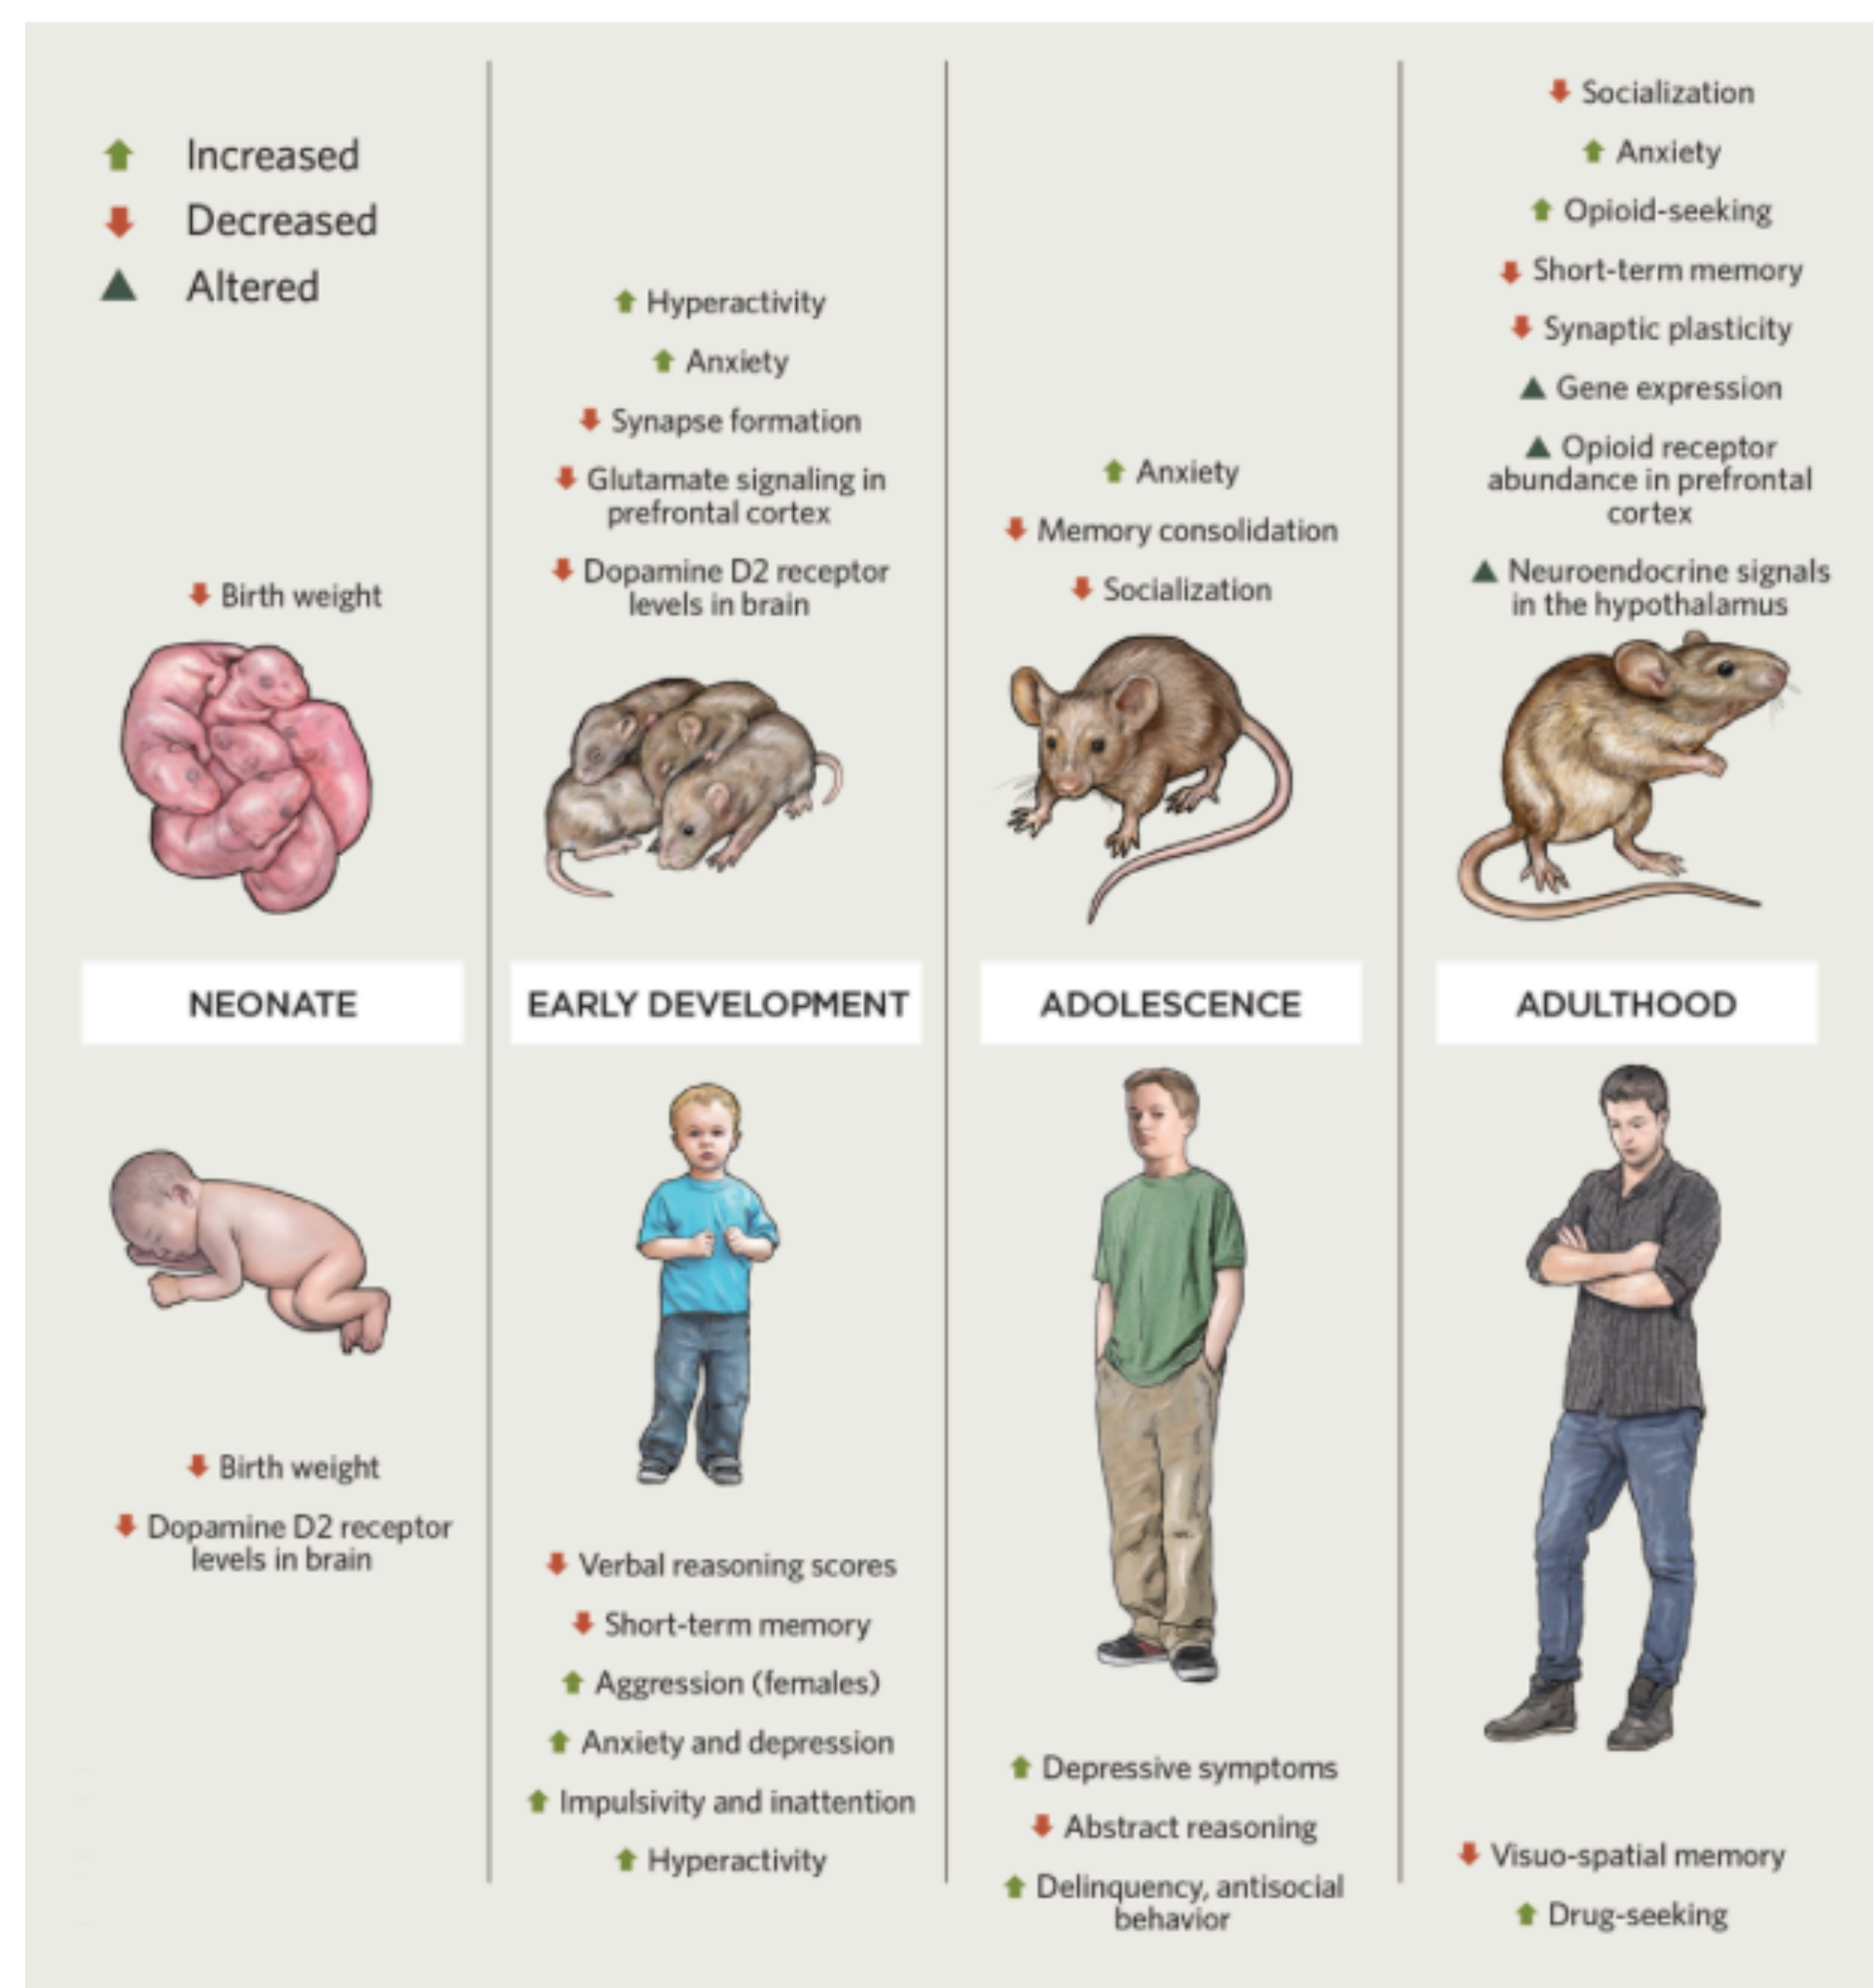 Increased
Decreased
Altered
Birth weight
Hyperactivity
Anxiety
Synapse formation
Glutamate signaling in
prefrontal cortex
Dopamine D2 receptor
levels in brain
Anxiety
Memory consolidation
Socialization
Socialization
Anxiety
Opioid-seeking
Short-term memory
Synaptic plasticity
Gene expression
Opioid receptor
abundance in prefrontal
cortex
Neuroendocrine signals
in the hypothalamus
NEONATE
EARLY DEVELOPMENT
ADOLESCENCE
ADULTHOOD
Birth weight
Dopamine D2 receptor
levels in brain
Verbal reasoning scores
Short-term memory
Aggression (females)
Anxiety and depression
Impulsivity and inattention
Hyperactivity
Depressive symptoms
Abstract reasoning
Delinquency, antisocial
behavior
Visuo-spatial memory
Drug-seeking